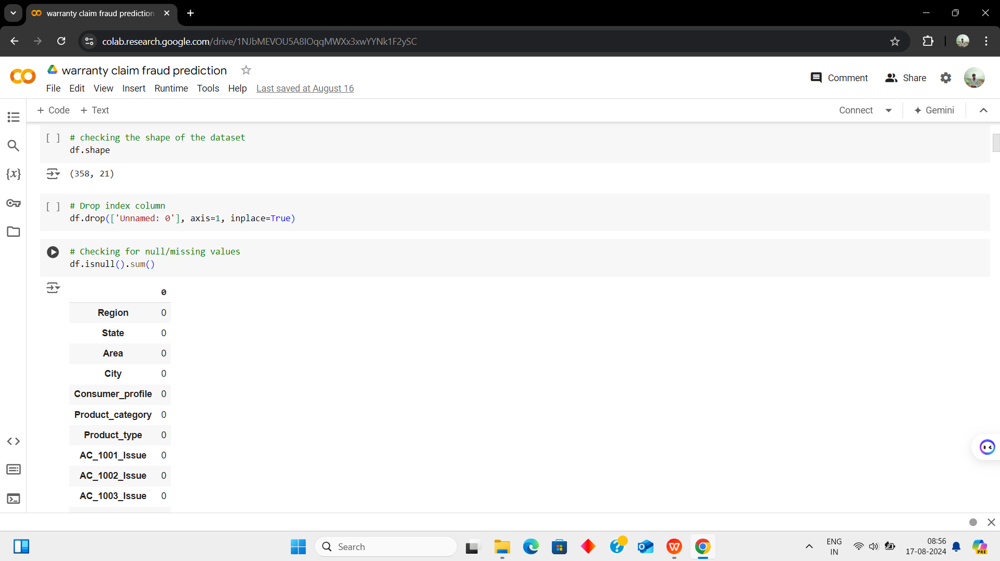 warranty claim fraud prediction
colab.research.google.com/drive/1NJbMEVOU5A8IOqqMWXx3xwYYNk1F2ySC
warranty claim fraud prediction
Comment
Share
File Edit View Insert Runtime Tools Help Last saved at August 16
+ Code + Text
Connect
Gemini
[ ] # checking the shape of the dataset
df.shape
(358, 21)
[ ] # Drop index column
df.drop(['Unnamed: 0'], axis=1, inplace=True)
# Checking for null/missing values
df.isnull().sum()
0
Region 0
State 0
Area 0
City 0
Consumer_profile 0
Product_category 0
Product_type 0
AC_1001_Issue 0
AC_1002_Issue 0
AC_1003_Issue 0
{x}
Search
ENG
IN
08:56
17-08-2024
PRE